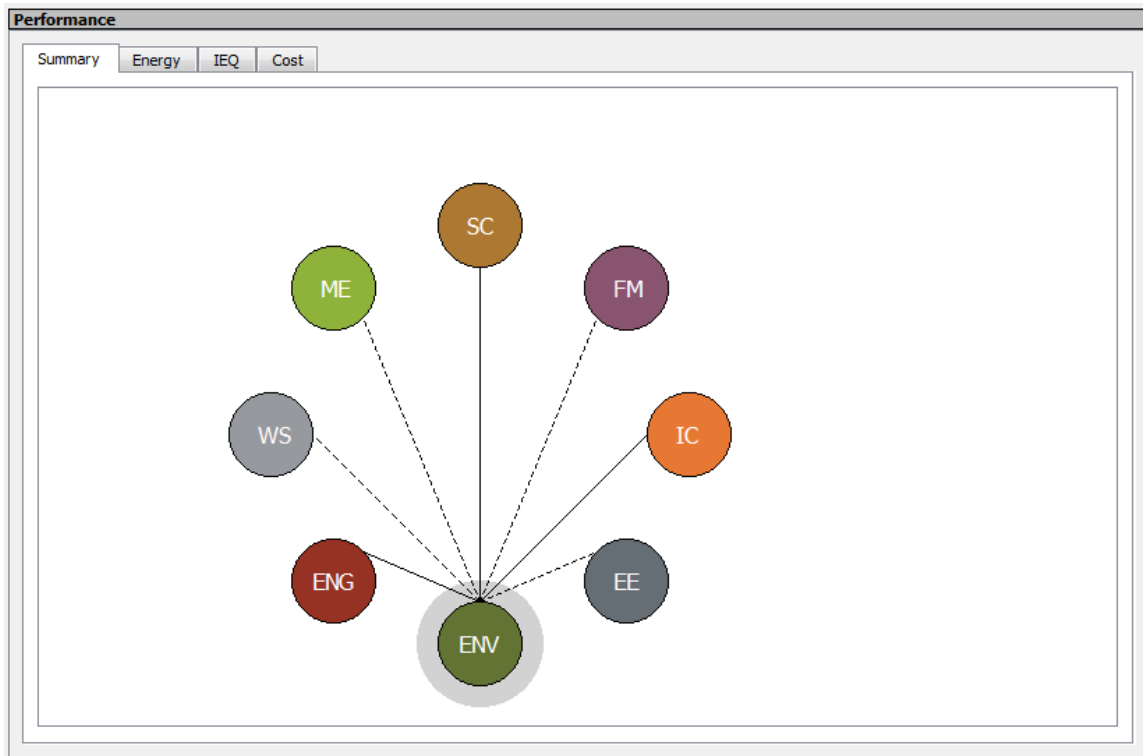 Performance
Summary Energy IEQ Cost
SC
ME FM
WS IC
ENG EE
ENV